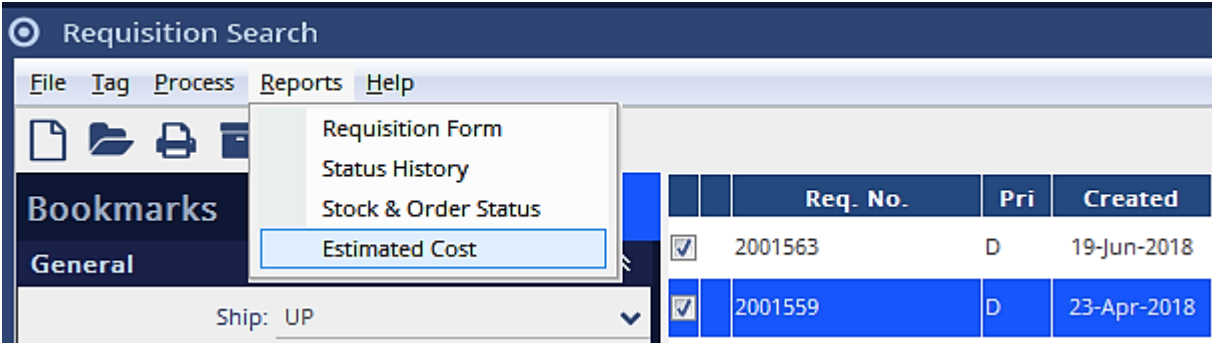 Requisition Search
File Tag Process Reports Help
Requisition Form
Status History
Stock & Order Status
Estimated Cost
Bookmarks
General
Ship: UP
Req. No. Pri Created
2001563 D 19-Jun-2018
2001559 D 23-Apr-2018